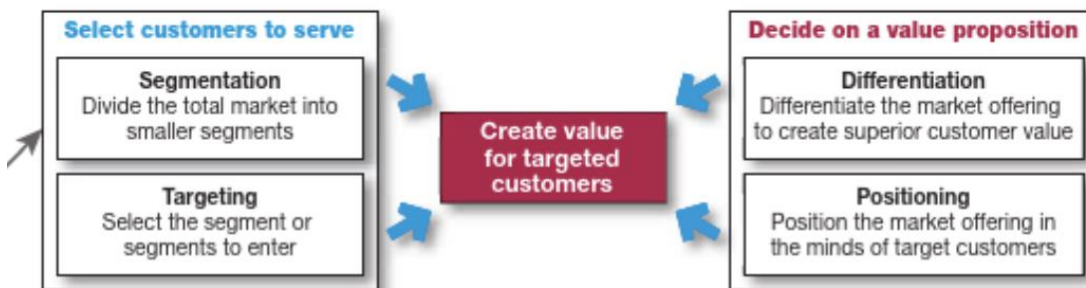 Select customers to serve
Segmentation
Divide the total market into
smaller segments
Targeting
Select the segment or
segments to enter
Create value
for targeted
customers
Decide on a value proposition
Differentiation
Differentiate the market offering
to create superior customer value
Positioning
Position the market offering in
the minds of target customers